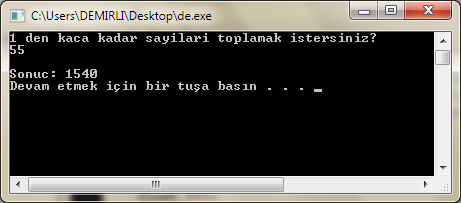 C:\Users\DEMIRLI\Desktop\de.exe
1 den kaca kadar sayilari toplamak istersiniz?
55
Sonuc: 1540
Devam etmek için bir tuşa basın . . . _